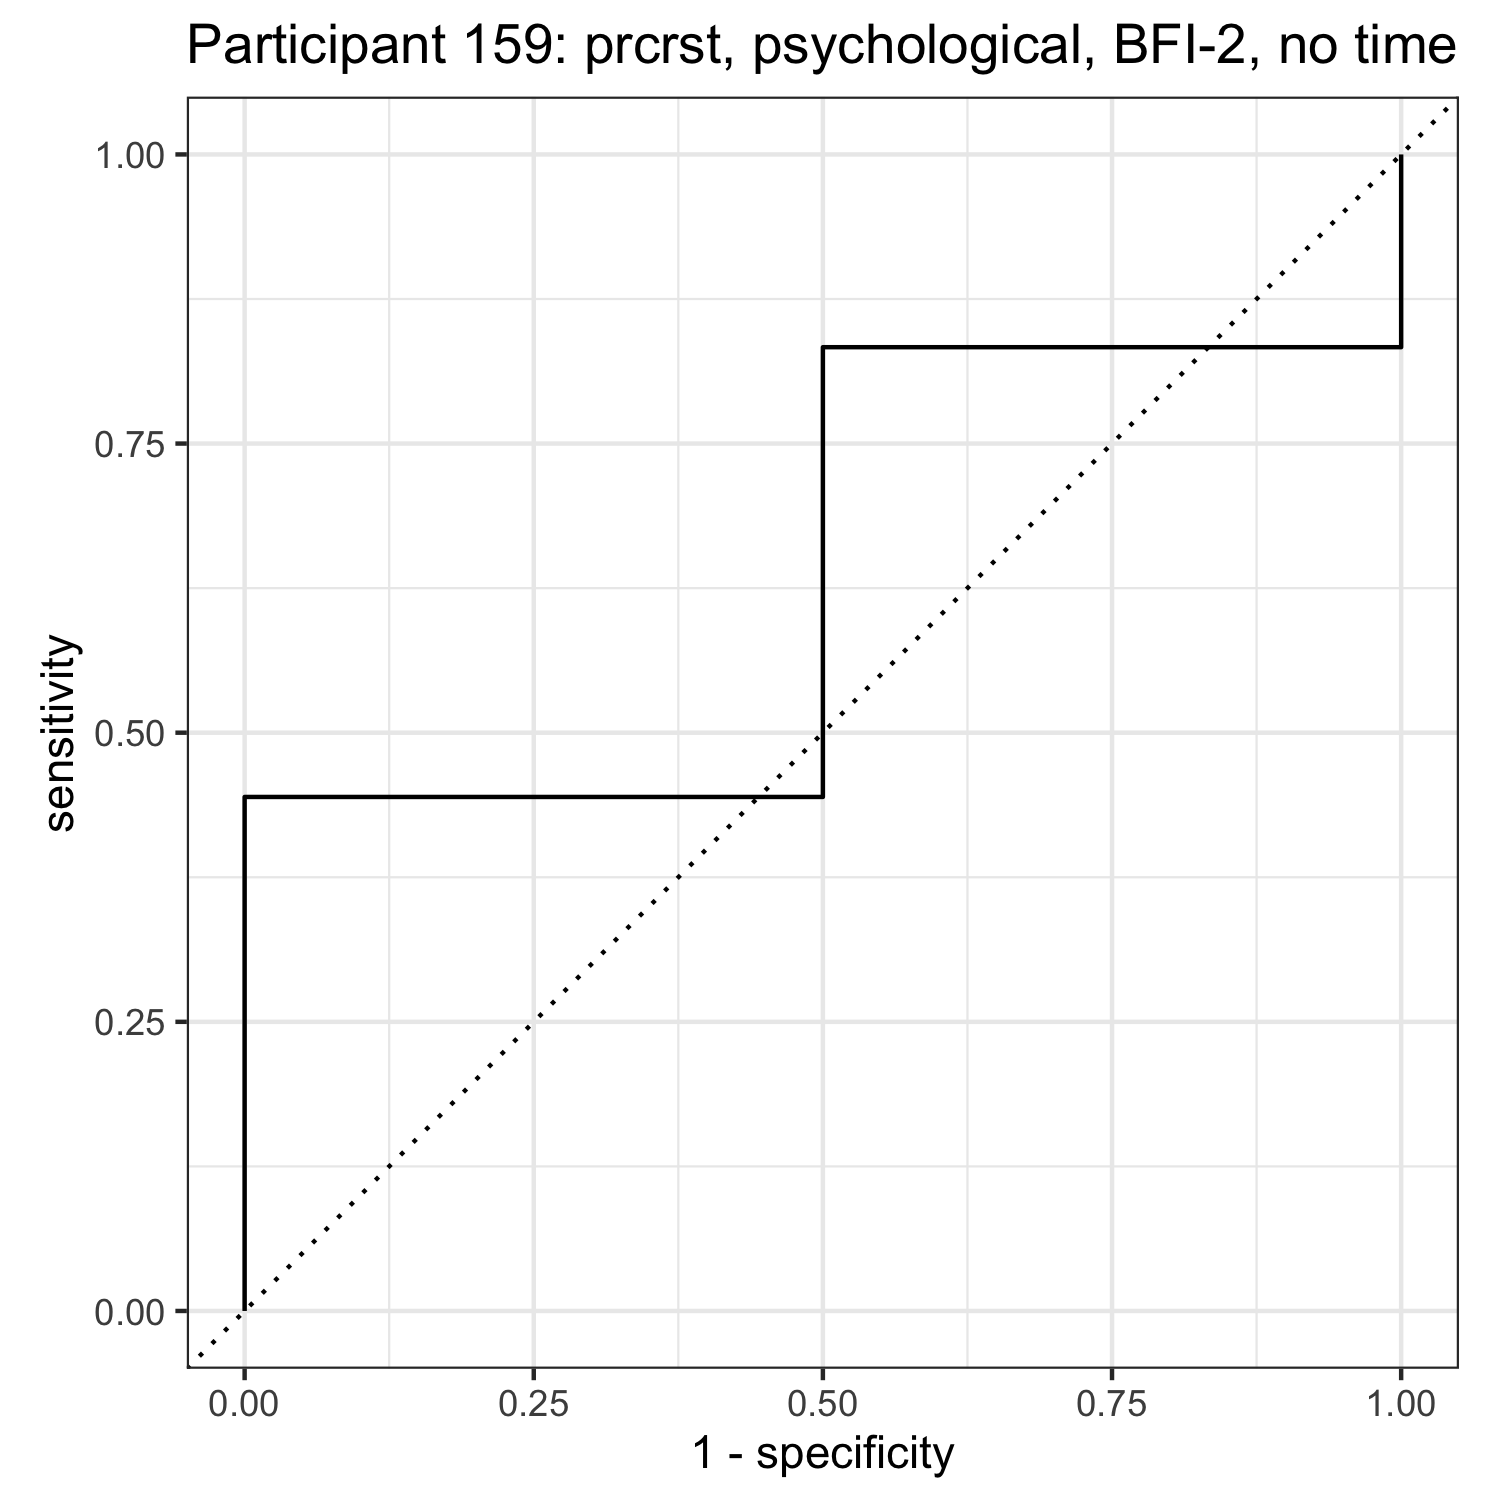 Participant 159: prcrst, psychological, BFI-2, no time
1.00
0.75
0.50
0.25
0.00
sensitivity
0.00 0.25 0.50 0.75 1.00
1 - specificity